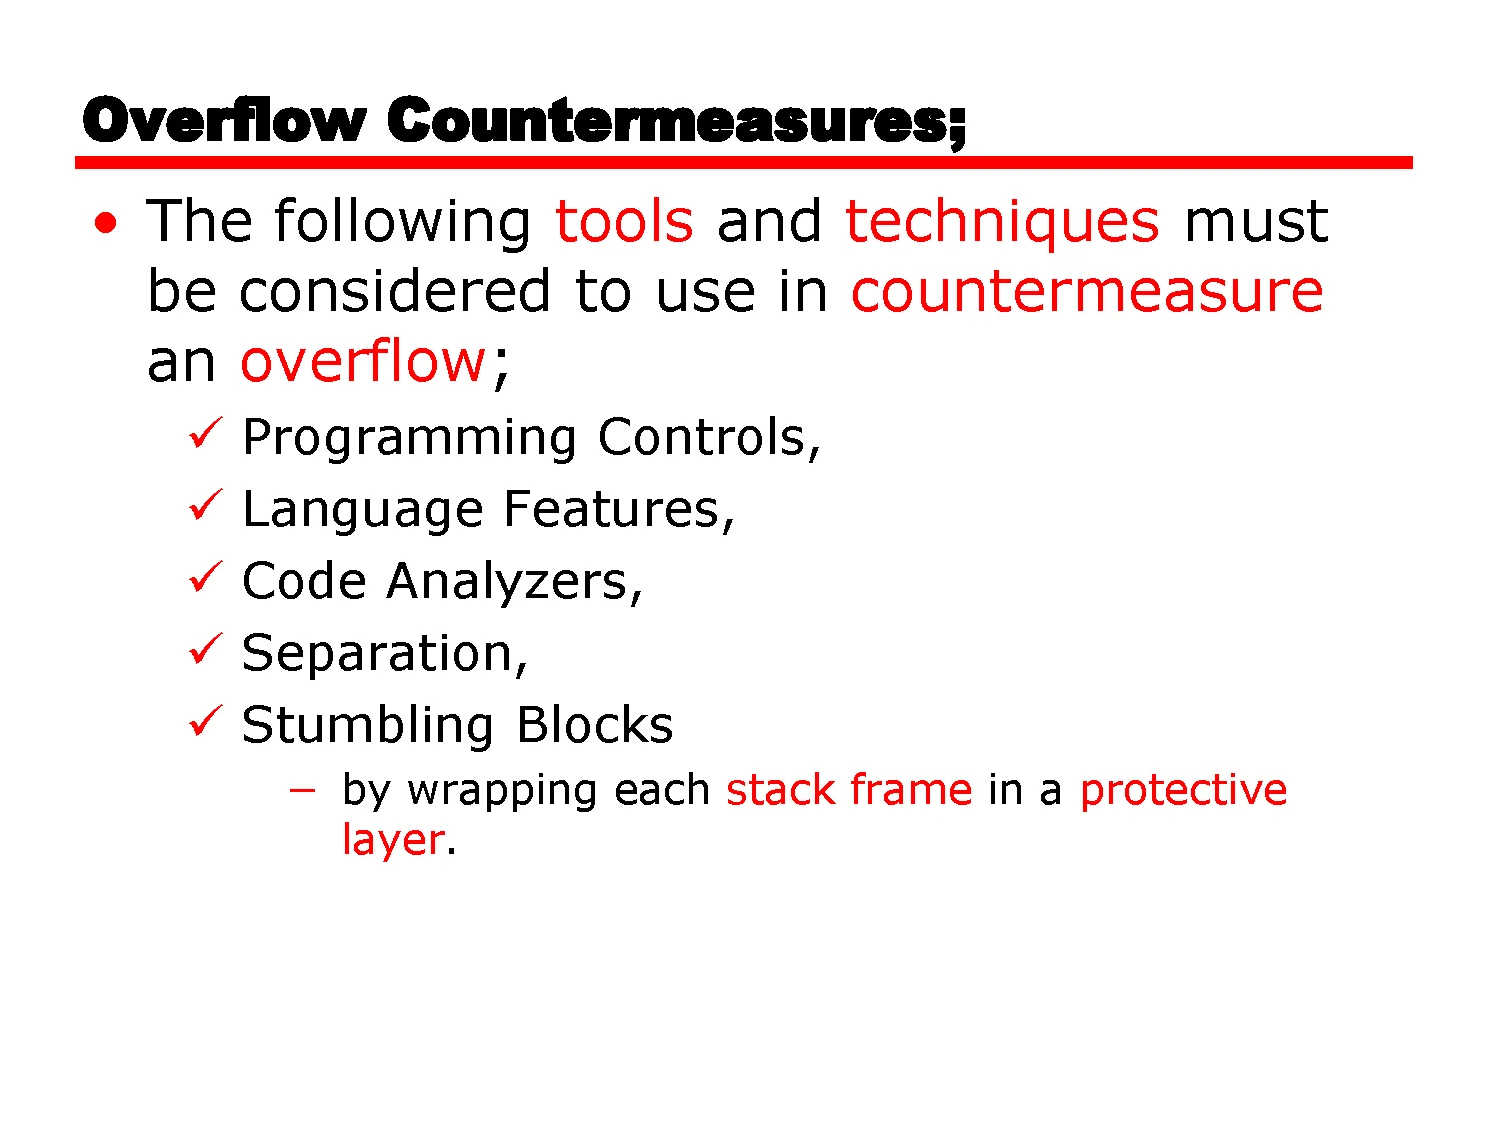 Overflow Countermeasures;
• The following tools and techniques must
be considered to use in countermeasure
an overflow;
✓ Programming Controls,
✓ Language Features,
✓ Code Analyzers,
✓ Separation,
✓ Stumbling Blocks
– by wrapping each stack frame in a protective
layer.